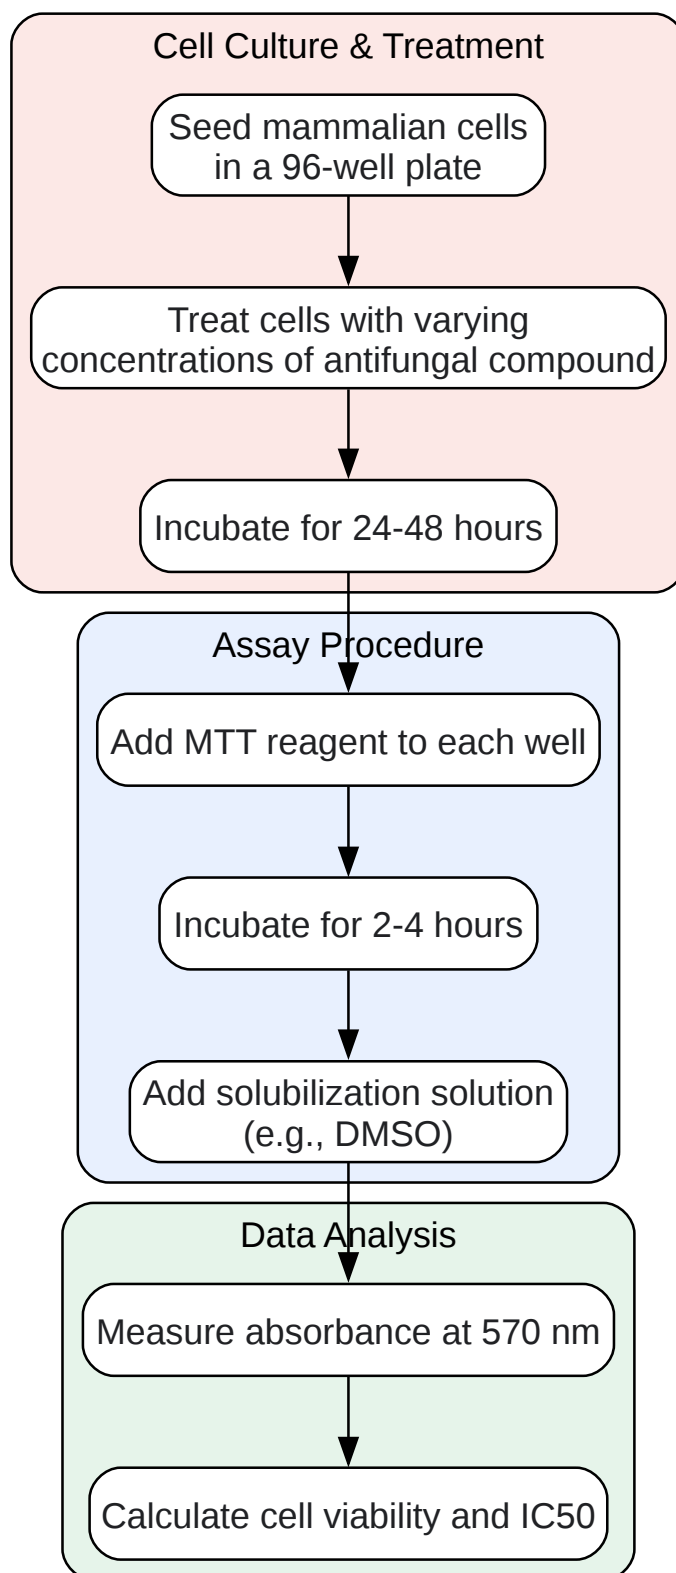 Cell Culture & Treatment
Seed mammalian cells
in a 96-well plate
Treat cells with varying
concentrations of antifungal compound
Incubate for 24-48 hours
Assay Procedure
Add MTT reagent to each well
Incubate for 2-4 hours
Add solubilization solution
(e.g., DMSO)
Data Analysis
Measure absorbance at 570 nm
Calculate cell viability and IC50